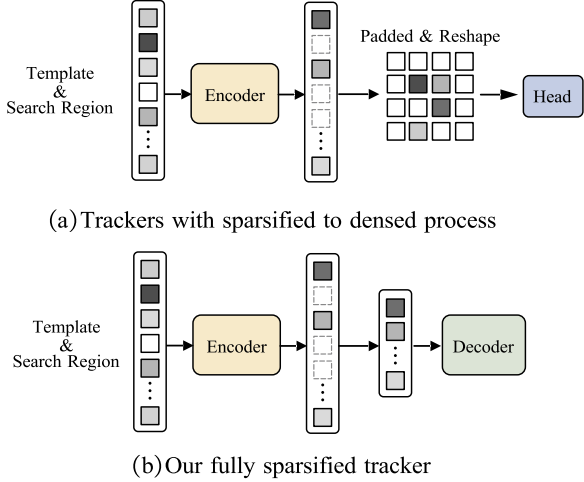 Padded & Reshape
Template
&
Search Region
Encoder
Head
(a) Trackers with sparsified to densed process
Template
&
Search Region
Encoder
Decoder
(b) Our fully sparsified tracker